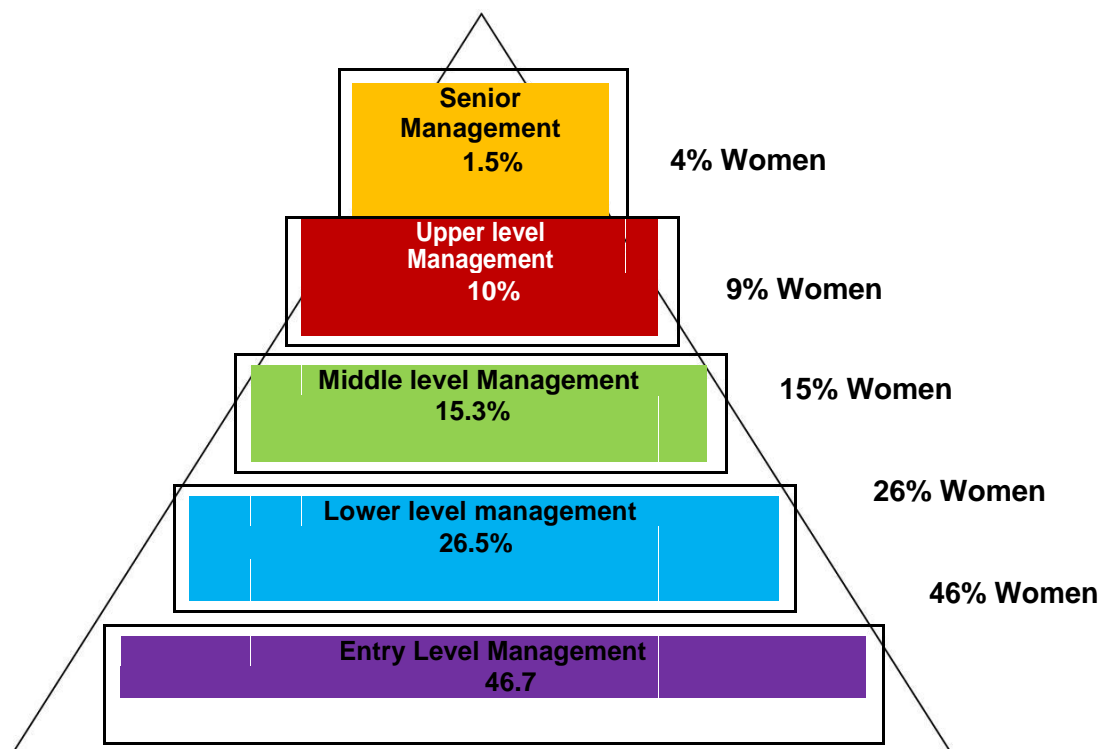 Senior
Management
1.5%
4% Women
Upper level
Management
10%
9% Women
Middle level Management
15.3%
15% Women
26% Women
Lower level management
26.5%
46% Women
Entry Level Management
46.7